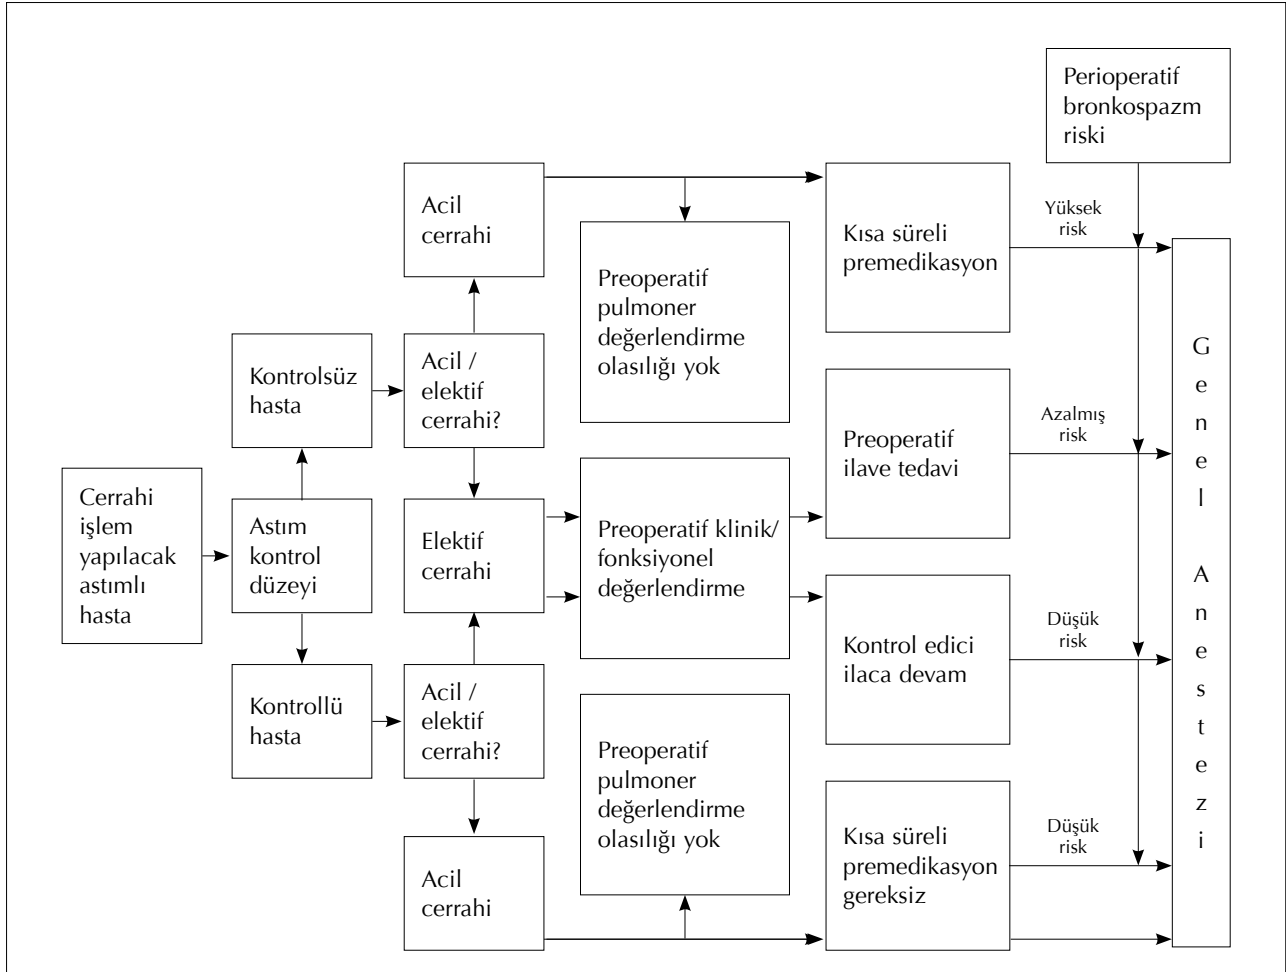 Perioperatif
bronkospazm
riski
Acil
cerrahi
Kısa süreli
premedikasyon
Yüksek
risk
Preoperatif
pulmoner
değerlendirme
olasılığı yok
Kontrolsüz
hasta
Acil /
elektif
cerrahi?
Preoperatif
ilave tedavi
Azalmış
risk
Cerrahi
işlem
yapılacak
astımlı
hasta
Astım
kontrol
düzeyi
Elektif
cerrahi
Preoperatif klinik/
fonksiyonel
değerlendirme
Kontrol edici
ilaca devam
Düşük
risk
Kontrollü
hasta
Acil /
elektif
cerrahi?
Preoperatif
pulmoner
değerlendirme
olasılığı yok
Acil
cerrahi
Kısa süreli
premedikasyon
gereksiz
Düşük
risk
Genel Anestezi